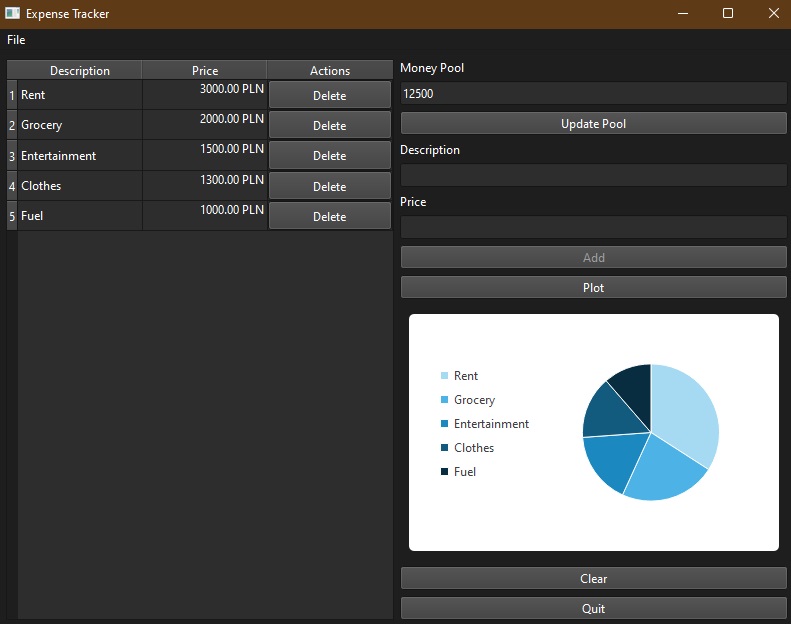 Expense Tracker
File
Description Price Actions
1 Rent 3000.00 PLN Delete
2 Grocery 2000.00 PLN Delete
3 Entertainment 1500.00 PLN Delete
4 Clothes 1300.00 PLN Delete
5 Fuel 1000.00 PLN Delete
Money Pool
12500
Update Pool
Description
Price
Add
Plot
Rent
Grocery
Entertainment
Clothes
Fuel
Clear
Quit